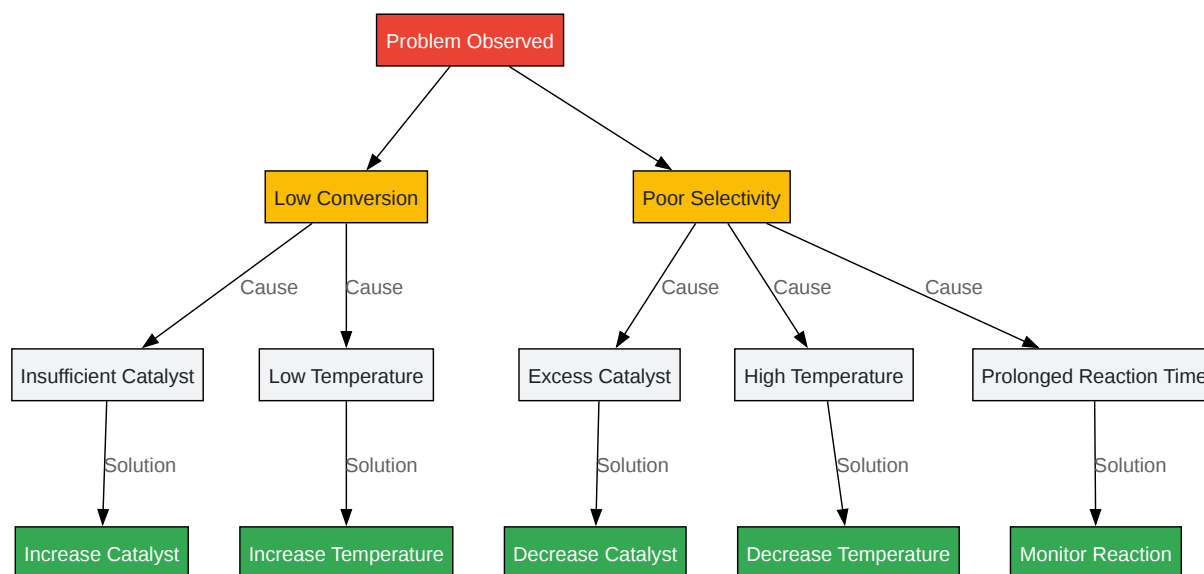 Problem Observed
Low Conversion
Poor Selectivity
Cause
Cause
Cause
Cause
Cause
Insufficient Catalyst
Low Temperature
Excess Catalyst
High Temperature
Prolonged Reaction Time
Solution
Solution
Solution
Solution
Solution
Increase Catalyst
Increase Temperature
Decrease Catalyst
Decrease Temperature
Monitor Reaction